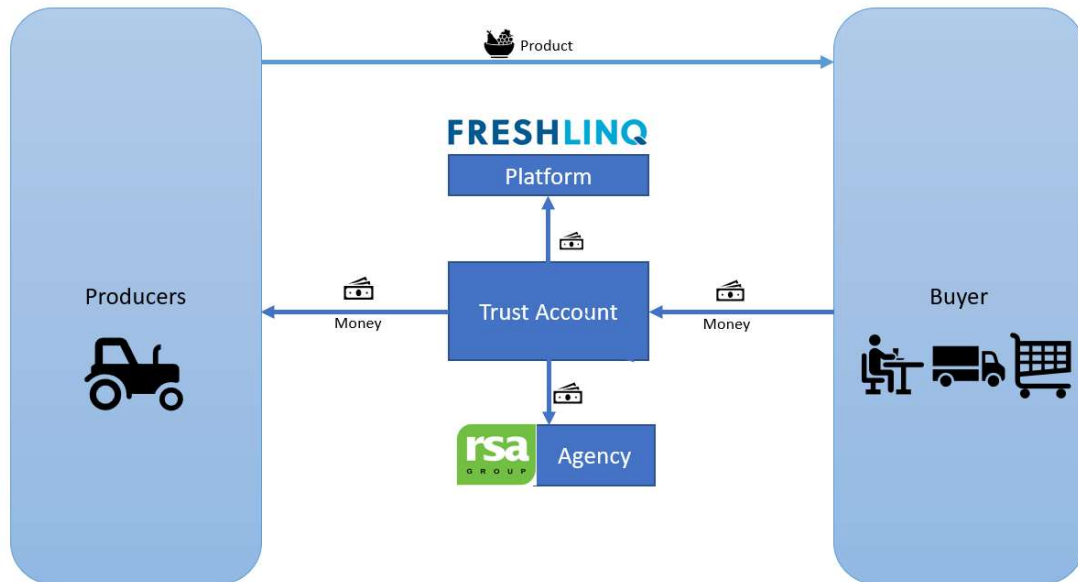 Product
FRESHLINQ
Platform
Producers
Money
Trust Account
Money
Buyer
rsa
GROUP
Agency